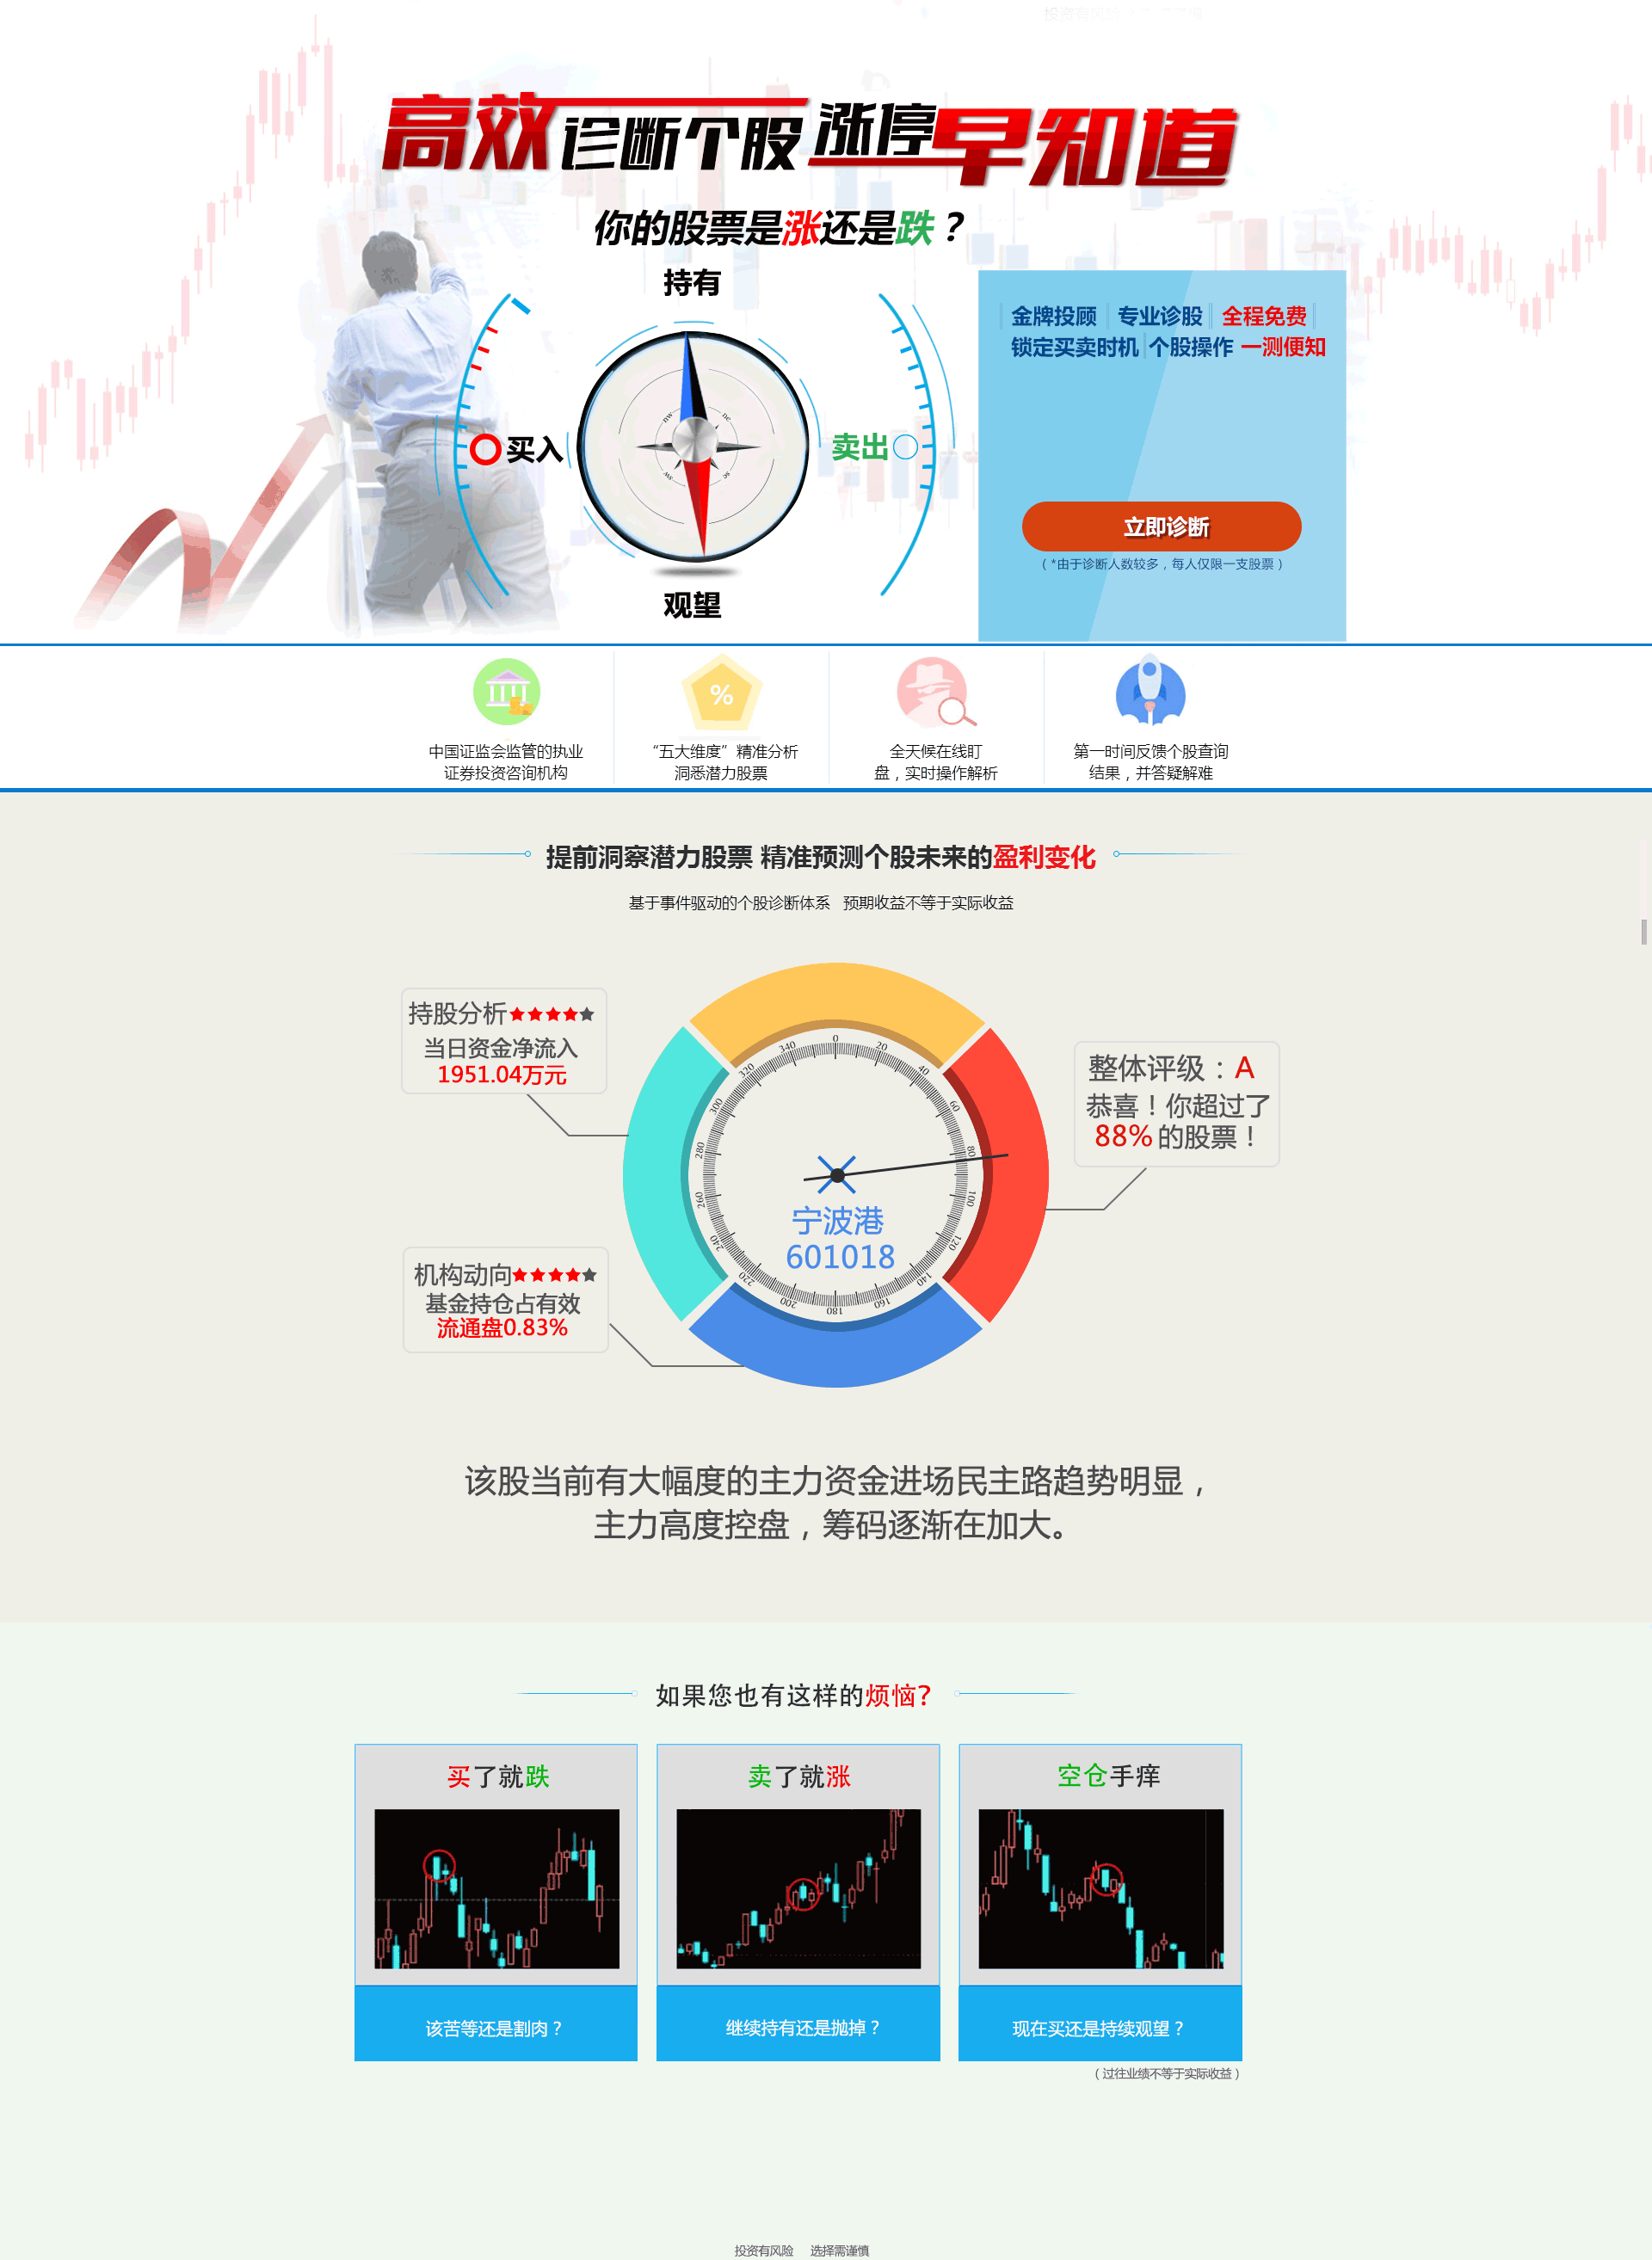 高效诊断个股 涨停早知道
你的股票是涨还是跌？
持有
买入
卖出
观望
nw
ne
sw
se
金牌投顾 专业诊股 全程免费
锁定买卖时机 个股操作 一测便知
立即诊断
（*由于诊断人数较多，每人仅限一支股票）
%
中国证监会监管的执业
证券投资咨询机构
“五大维度”精准分析
洞悉潜力股票
全天候在线盯
盘，实时操作解析
第一时间反馈个股查询
结果，并答疑解难
提前洞察潜力股票 精准预测个股未来的盈利变化
基于事件驱动的个股诊断体系 预期收益不等于实际收益
持股分析★★★★★
当日资金净流入
1951.04万元
整体评级：A
恭喜！你超过了
88%的股票！
机构动向★★★★★
基金持仓占有效
流通盘0.83%
0
20
40
60
80
100
120
140
160
180
200
220
240
260
280
300
320
340
宁波港
601018
该股当前有大幅度的主力资金进场民主路趋势明显，
主力高度控盘，筹码逐渐在加大。
如果您也有这样的烦恼?
买了就跌
该苦等还是割肉？
卖了就涨
继续持有还是抛掉？
空仓手痒
现在买还是持续观望？
（过往业绩不等于实际收益）
投资有风险 选择需谨慎